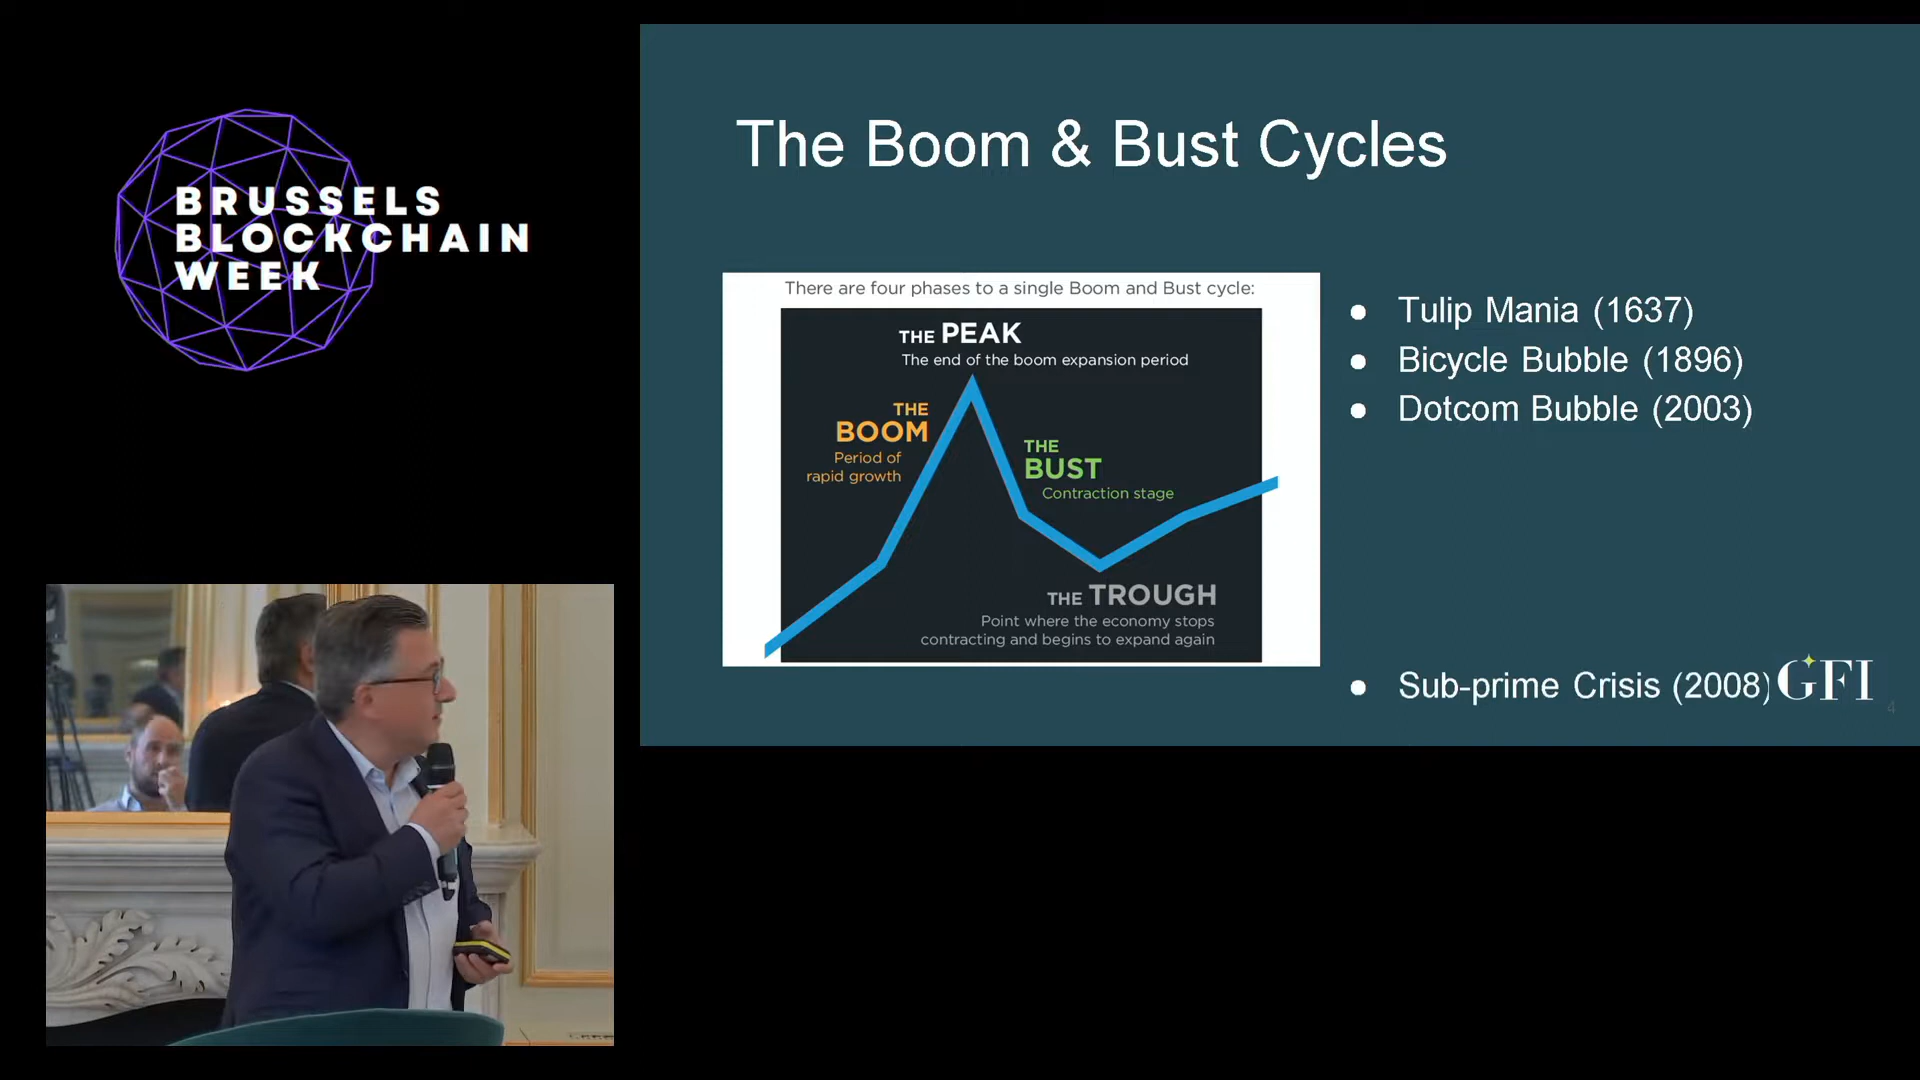 BRUSSELS
BLOCKCHAIN
WEEK
The Boom & Bust Cycles
There are four phases to a single Boom and Bust cycle:
THE PEAK
The end of the boom expansion period
THE
BOOM
Period of
rapid growth
THE
BUST
Contraction stage
THE TROUGH
Point where the economy stops
contracting and begins to expand again
• Tulip Mania (1637)
• Bicycle Bubble (1896)
• Dotcom Bubble (2003)
• Sub-prime Crisis (2008)
GFI
4